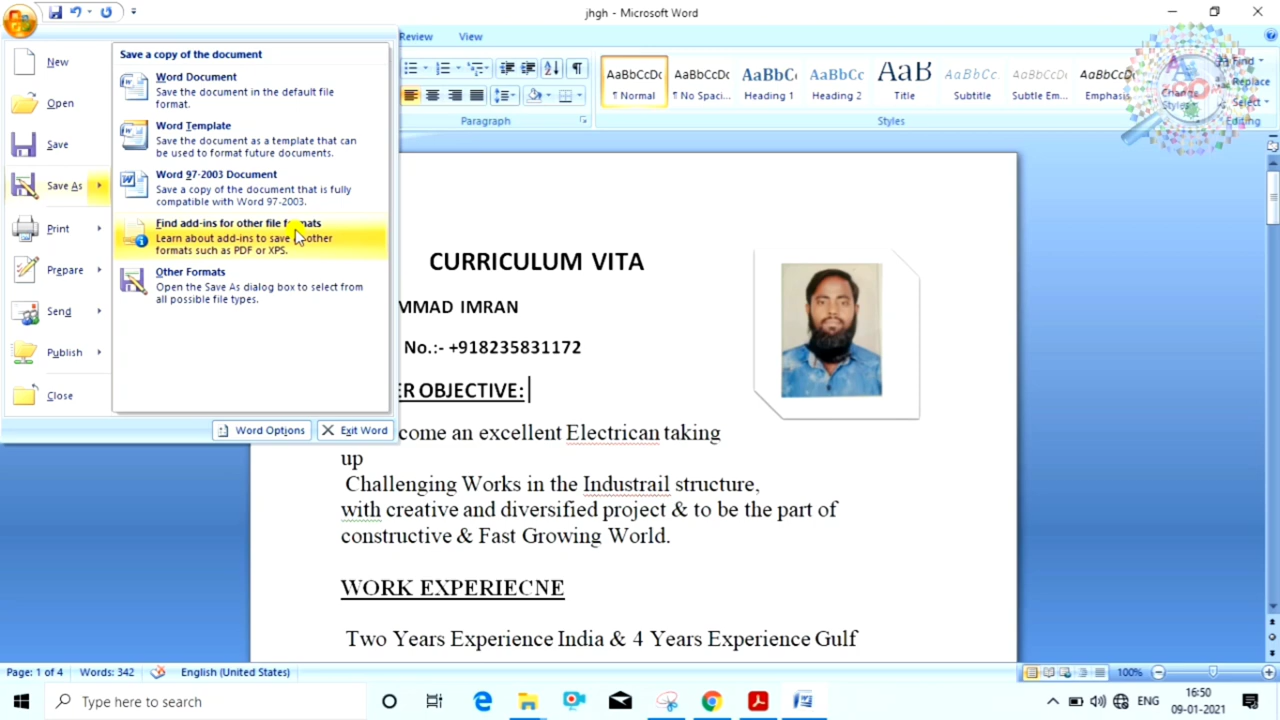 jhgh - Microsoft Word
Review View
New
Open
Save
Save As
Print
Prepare
Send
Publish
Close
Save a copy of the document
Word Document
Save the document in the default file
format.
Word Template
Save the document as a template that can
be used to format future documents.
Word 97-2003 Document
Save a copy of the document that is fully
compatible with Word 97-2003.
Find add-ins for other file formats
Learn about add-ins to save other
formats such as PDF or XPS.
Other Formats
Open the Save As dialog box to select from
all possible file types.
Word Options Exit Word
AaBbCcDc AaBbCcDc AaBbCc AaBbCc AaB AaBbCc. AaBbCcDc AaBbCcDc
¶ Normal ¶ No Spaci... Heading 1 Heading 2 Title Subtitle Subtle Em... Emphasis
Change
Styles
Find
Replace
Select
Paragraph Styles Editing
CURRICULUM VITA
MMAD IMRAN
No.:- +918235831172
ER OBJECTIVE:
come an excellent Electrican taking
up
Challenging Works in the Industrail structure,
with creative and diversified project & to be the part of
constructive & Fast Growing World.
WORK EXPERIECNE
Two Years Experience India & 4 Years Experience Gulf
Page: 1 of 4 Words: 342 English (United States) 100%
Type here to search
ENG 16:50
09-01-2021